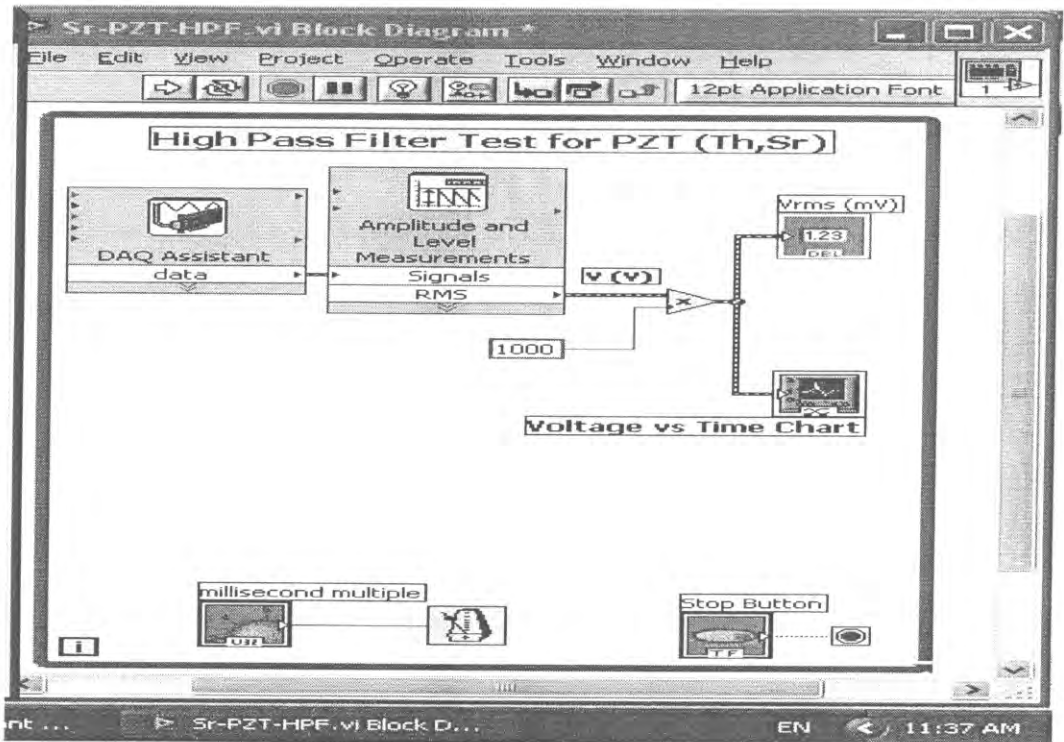 Sr-PZT-HPF.vi Block Diagram *
File Edit View Project Operate Tools Window Help
12pt Application Font
1
High Pass Filter Test for PZT (Th,Sr)
DAQ Assistant
data
Amplitude and
Level
Measurements
Signals
RMS
V (V)
1000
Vrms (mV)
1.23
DBL
Voltage vs Time Chart
millisecond multiple
U32
Stop Button
TF
i
nt ... Sr-PZT-HPF.vi Block D... EN 11:37 AM